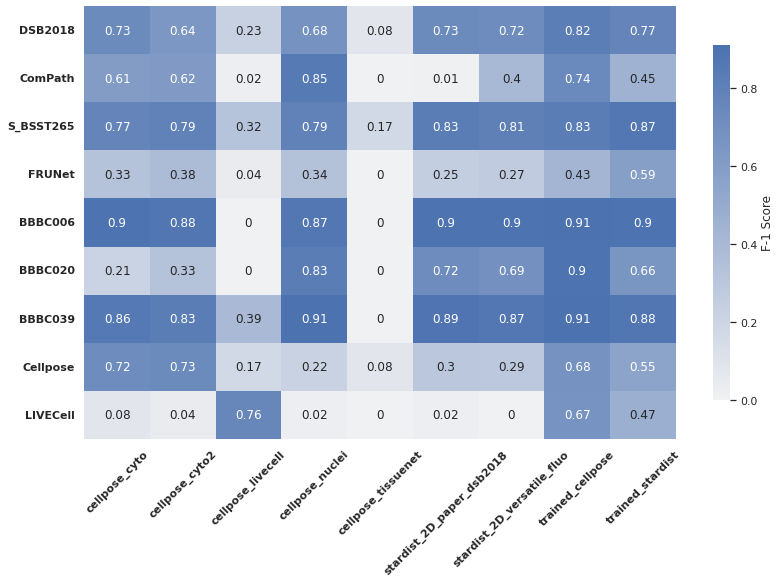 DSB2018 0.73 0.64 0.23 0.68 0.08 0.73 0.72 0.82 0.77
ComPath 0.61 0.62 0.02 0.85 0 0.01 0.4 0.74 0.45
S_BSST265 0.77 0.79 0.32 0.79 0.17 0.83 0.81 0.83 0.87
FRUNet 0.33 0.38 0.04 0.34 0 0.25 0.27 0.43 0.59
BBBC006 0.9 0.88 0 0.87 0 0.9 0.9 0.91 0.9
BBBC020 0.21 0.33 0 0.83 0 0.72 0.69 0.9 0.66
BBBC039 0.86 0.83 0.39 0.91 0 0.89 0.87 0.91 0.88
Cellpose 0.72 0.73 0.17 0.22 0.08 0.3 0.29 0.68 0.55
LIVECell 0.08 0.04 0.76 0.02 0 0.02 0 0.67 0.47
cellpose_cyto
cellpose_cyto2
cellpose_livecell
cellpose_nuclei
cellpose_tissuenet
stardist_2D_paper_dsb2018
stardist_2D_versatile_fluo
trained_cellpose
trained_stardist
0.8
0.6
0.4
0.2
0.0
F-1 Score